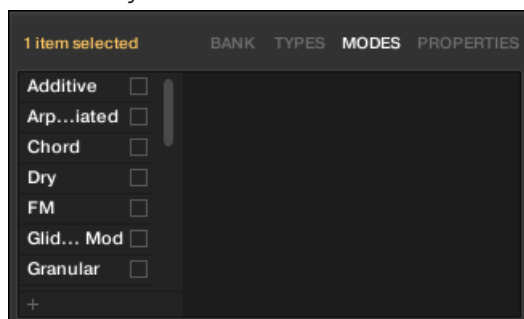 1 item selected BANK TYPES MODES PROPERTIES
Additive
Arp...iated
Chord
Dry
FM
Glid... Mod
Granular
+